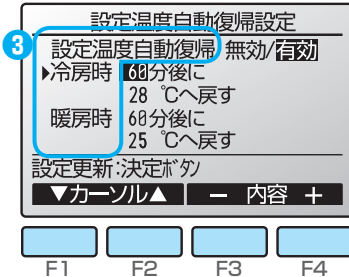 設定温度自動復帰設定
3 設定温度自動復帰 無効/有効
▶冷房時 60分後に
28 ℃へ戻す
暖房時 60分後に
25 ℃へ戻す
設定更新:決定ボタン
▼カーソル▲ － 内容 ＋
F1 F2 F3 F4